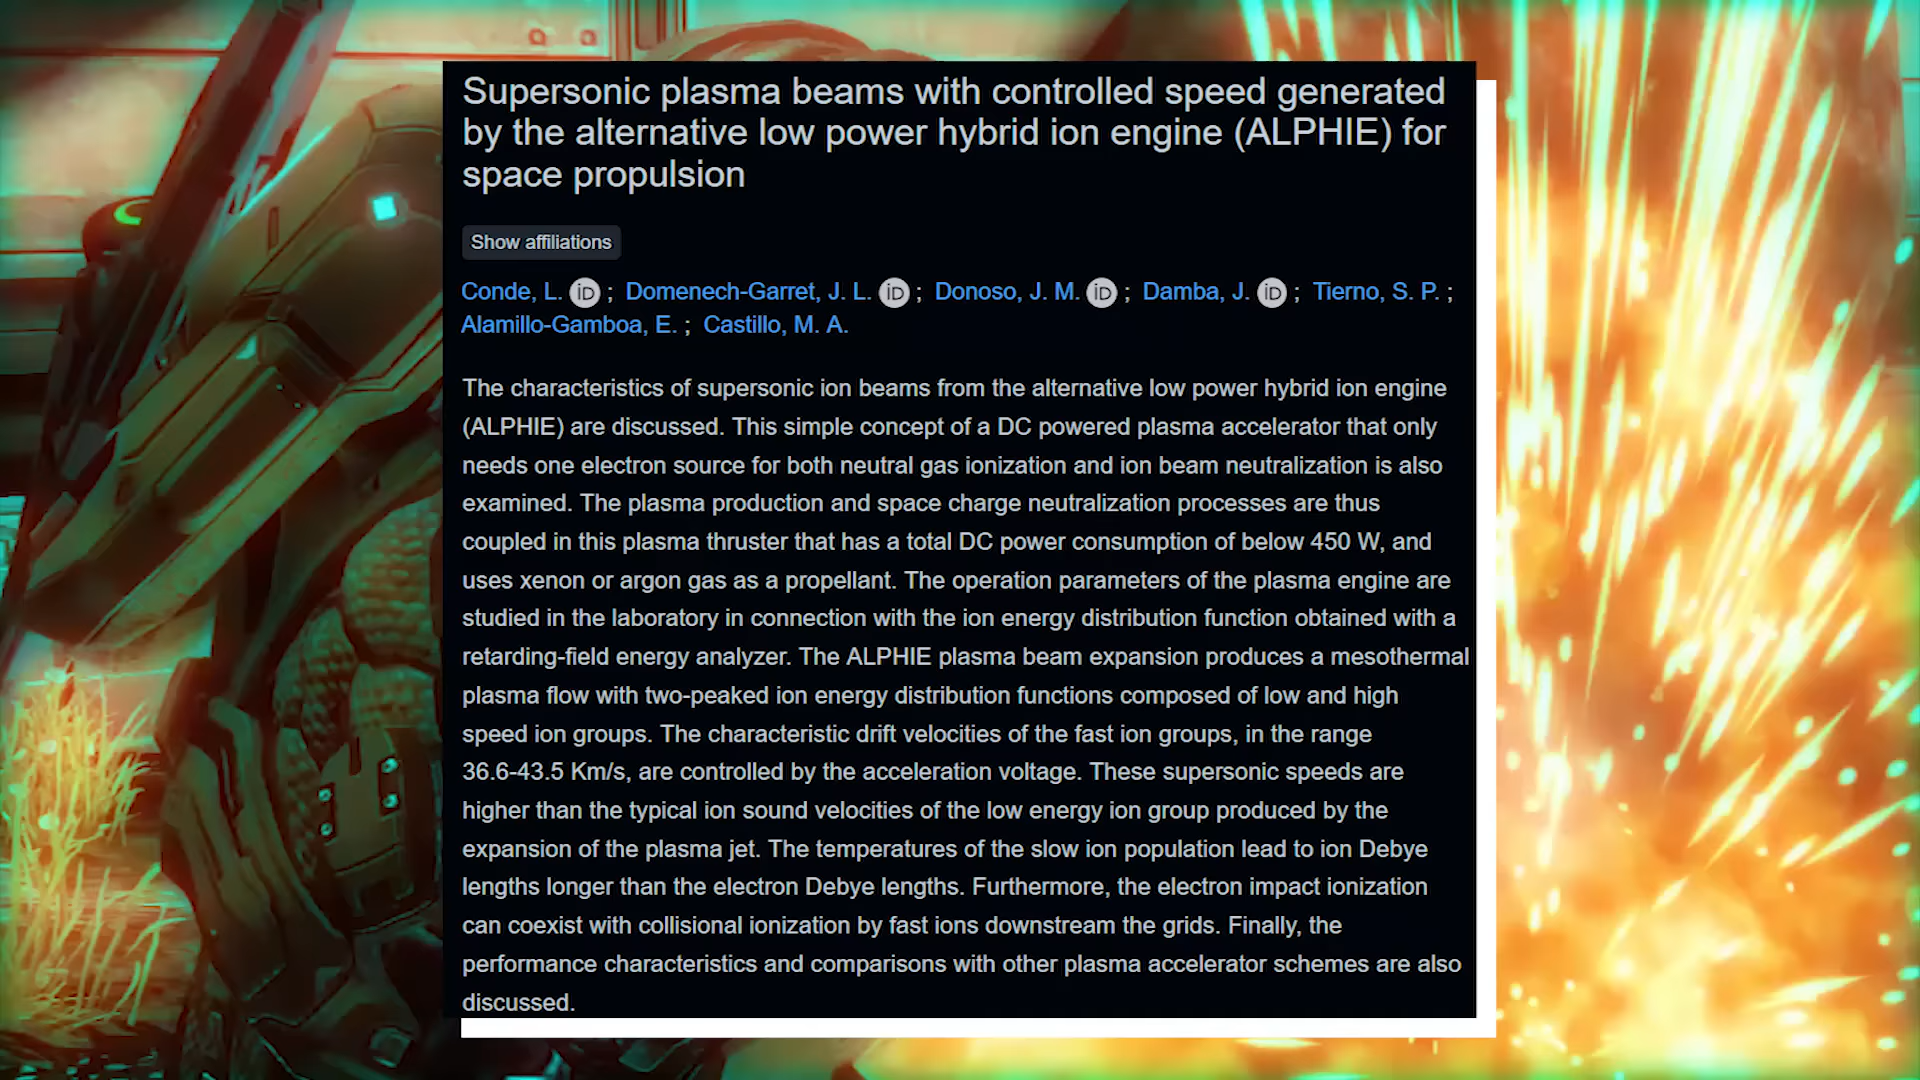 Supersonic plasma beams with controlled speed generated
by the alternative low power hybrid ion engine (ALPHIE) for
space propulsion
Show affiliations
Conde, L. iD ; Domenech-Garret, J. L. iD ; Donoso, J. M. iD ; Damba, J. iD ; Tierno, S. P. ;
Alamillo-Gamboa, E. ; Castillo, M. A.
The characteristics of supersonic ion beams from the alternative low power hybrid ion engine
(ALPHIE) are discussed. This simple concept of a DC powered plasma accelerator that only
needs one electron source for both neutral gas ionization and ion beam neutralization is also
examined. The plasma production and space charge neutralization processes are thus
coupled in this plasma thruster that has a total DC power consumption of below 450 W, and
uses xenon or argon gas as a propellant. The operation parameters of the plasma engine are
studied in the laboratory in connection with the ion energy distribution function obtained with a
retarding-field energy analyzer. The ALPHIE plasma beam expansion produces a mesothermal
plasma flow with two-peaked ion energy distribution functions composed of low and high
speed ion groups. The characteristic drift velocities of the fast ion groups, in the range
36.6-43.5 Km/s, are controlled by the acceleration voltage. These supersonic speeds are
higher than the typical ion sound velocities of the low energy ion group produced by the
expansion of the plasma jet. The temperatures of the slow ion population lead to ion Debye
lengths longer than the electron Debye lengths. Furthermore, the electron impact ionization
can coexist with collisional ionization by fast ions downstream the grids. Finally, the
performance characteristics and comparisons with other plasma accelerator schemes are also
discussed.